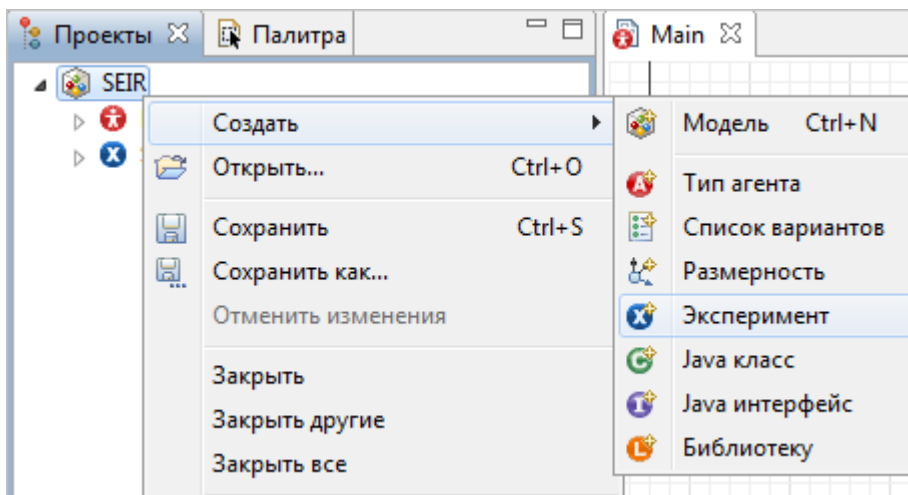 Проекты
Палитра
Main
SEIR
Создать
Открыть... Ctrl+O
Сохранить Ctrl+S
Сохранить как...
Отменить изменения
Закрыть
Закрыть другие
Закрыть все
Модель Ctrl+N
Тип агента
Список вариантов
Размерность
Эксперимент
Java класс
Java интерфейс
Библиотеку